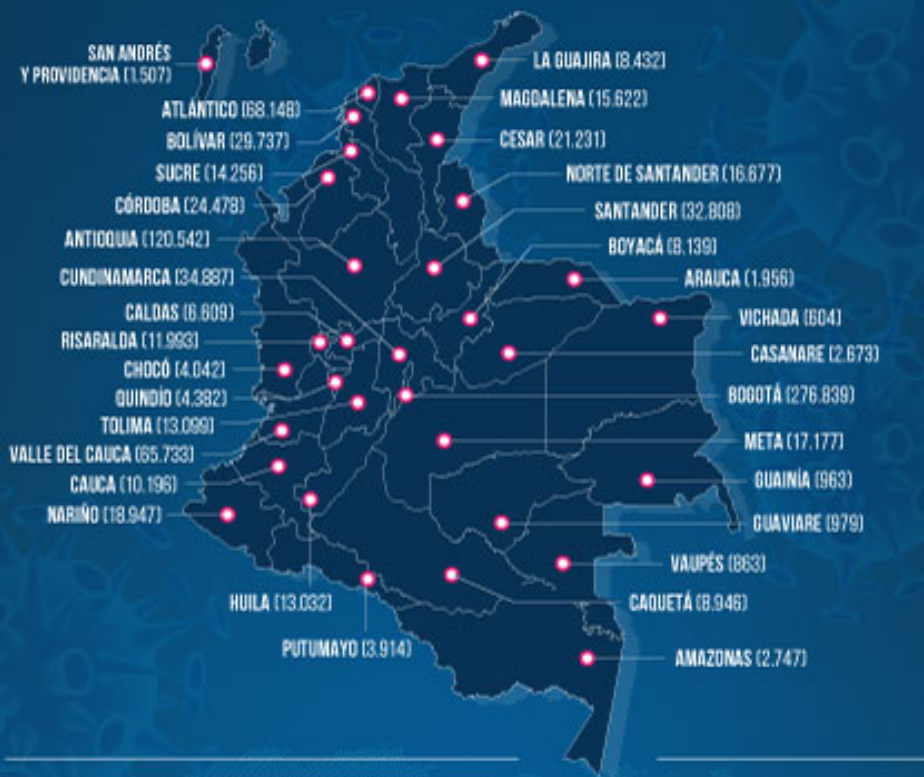 SAN ANDRÉS
Y PROVIDENCIA (1.507)
ATLÁNTICO (68.148)
BOLÍVAR (29.737)
SUCRE (14.256)
CÓRDOBA (24.478)
ANTIOQUIA (120.542)
CUNDINAMARCA (34.887)
CALDAS (6.609)
RISARALDA (11.993)
CHOCÓ (4.042)
QUINDÍO (4.382)
TOLIMA (13.099)
VALLE DEL CAUCA (65.733)
CAUCA (10.196)
NARIÑO (18.947)
HUILA (13.032)
PUTUMAYO (3.914)
LA GUAJIRA (8.432)
MAGDALENA (15.622)
CESAR (21.231)
NORTE DE SANTANDER (16.677)
SANTANDER (32.808)
BOYACÁ (8.139)
ARAUCA (1.956)
VICHADA (604)
CASANARE (2.673)
BOGOTÁ (276.839)
META (17.177)
GUAINÍA (963)
GUAVIARE (979)
VAUPÉS (863)
CAQUETÁ (8.946)
AMAZONAS (2.747)